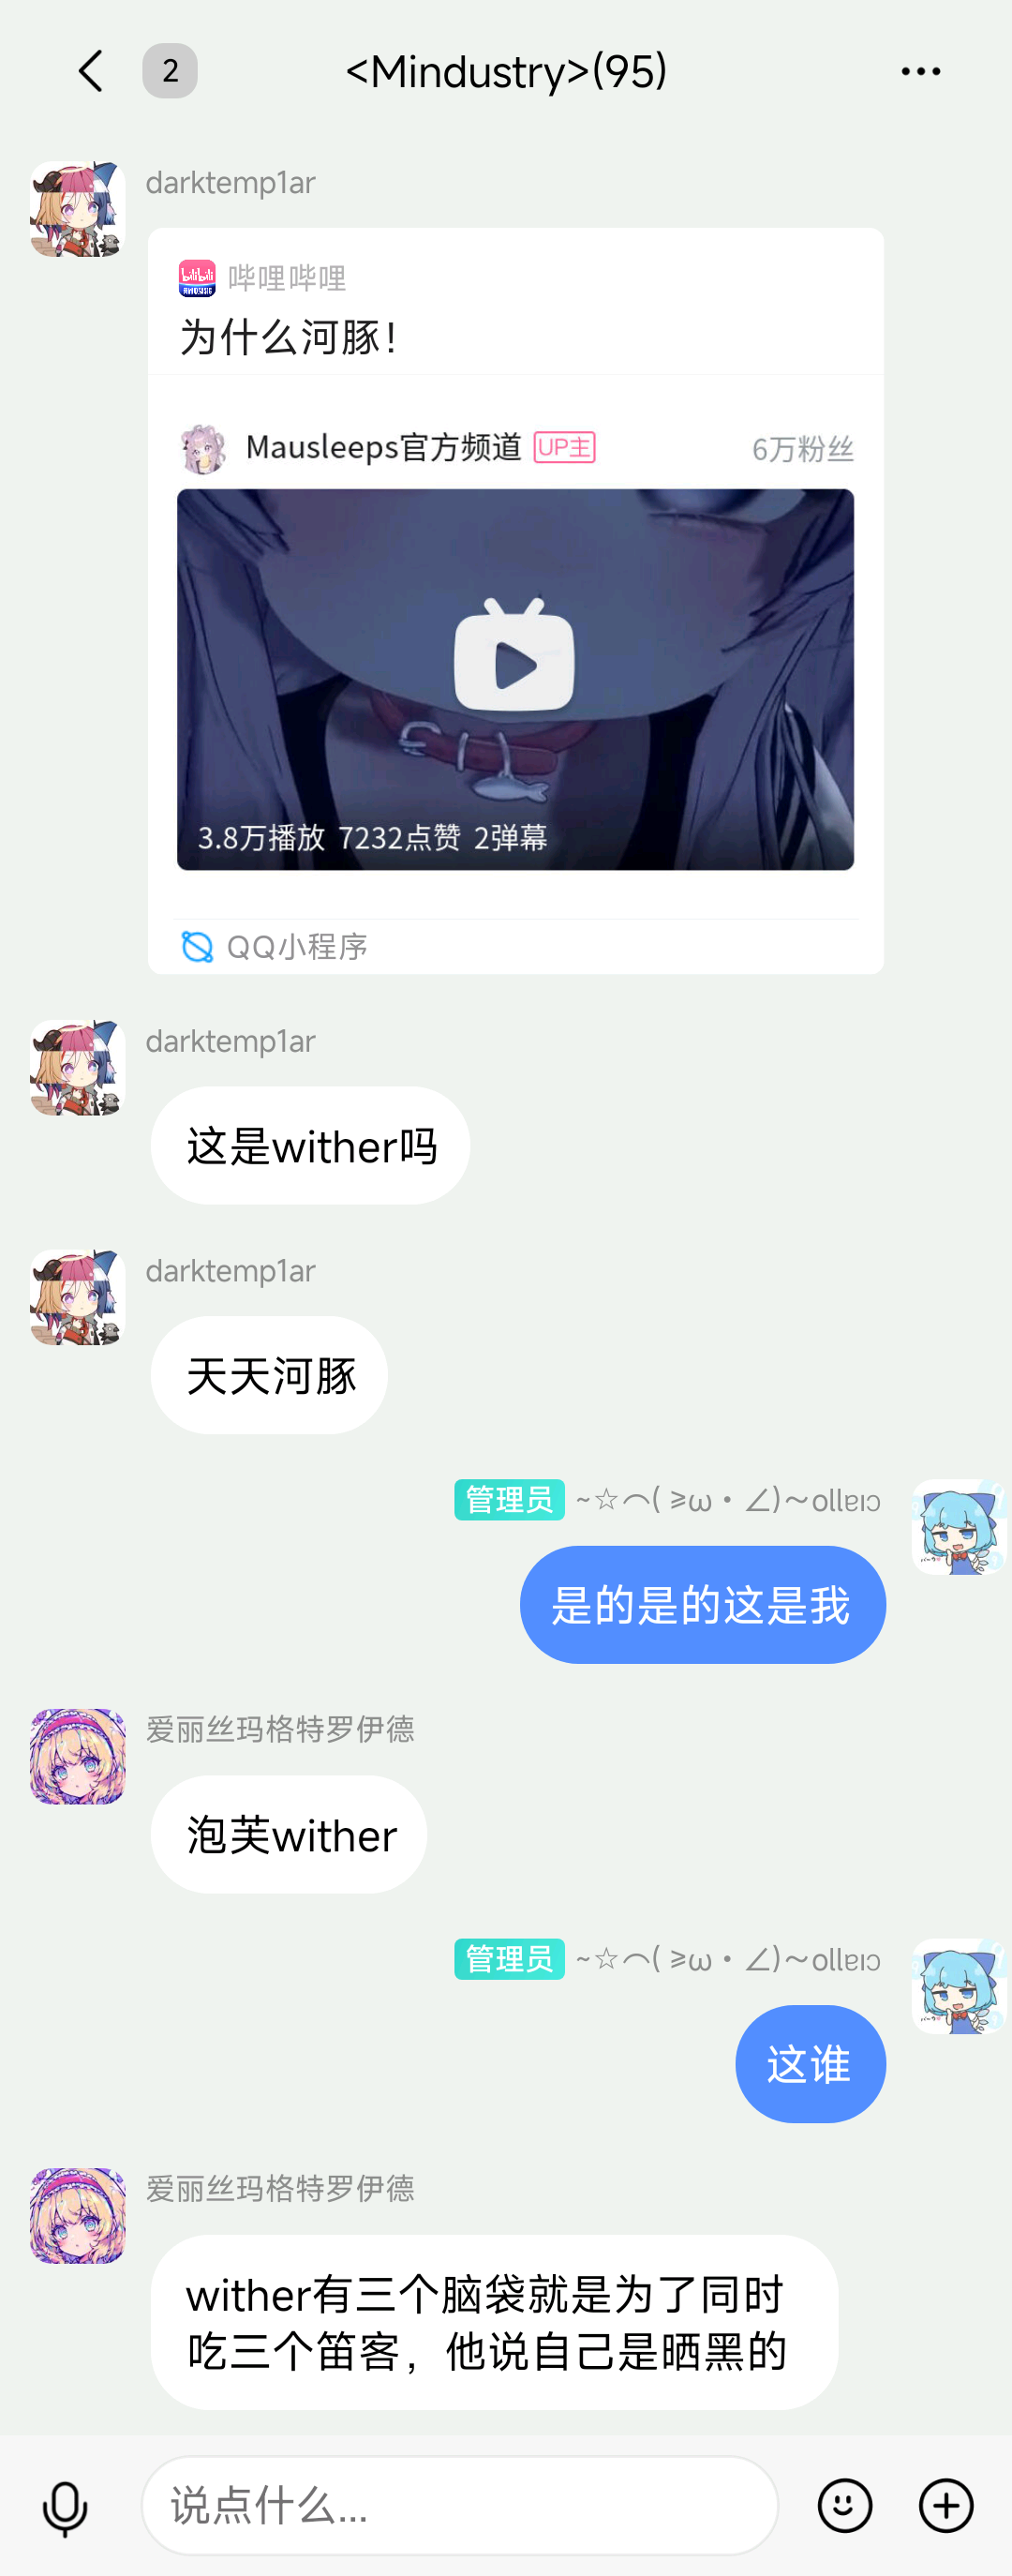 2
<Mindustry>(95)
darktemp1ar
bilibili
哔哩哔哩
为什么河豚!
Mausleeps官方频道 UP主 6万粉丝
3.8万播放 7232点赞 2弹幕
QQ小程序
darktemp1ar
这是wither吗
darktemp1ar
天天河豚
管理员 ~☆⌒( ≥ω・∠)～ollɐıɔ
是的是的这是我
爱丽丝玛格特罗伊德
泡芙wither
管理员 ~☆⌒( ≥ω・∠)～ollɐıɔ
这谁
爱丽丝玛格特罗伊德
wither有三个脑袋就是为了同时
吃三个笛客，他说自己是晒黑的
说点什么...